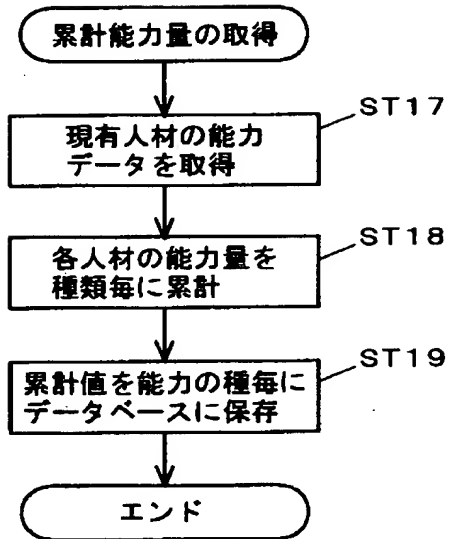 累計能力量の取得
ST17
現有人材の能力
データを取得
ST18
各人材の能力量を
種類毎に累計
ST19
累計値を能力の種毎に
データベースに保存
エンド